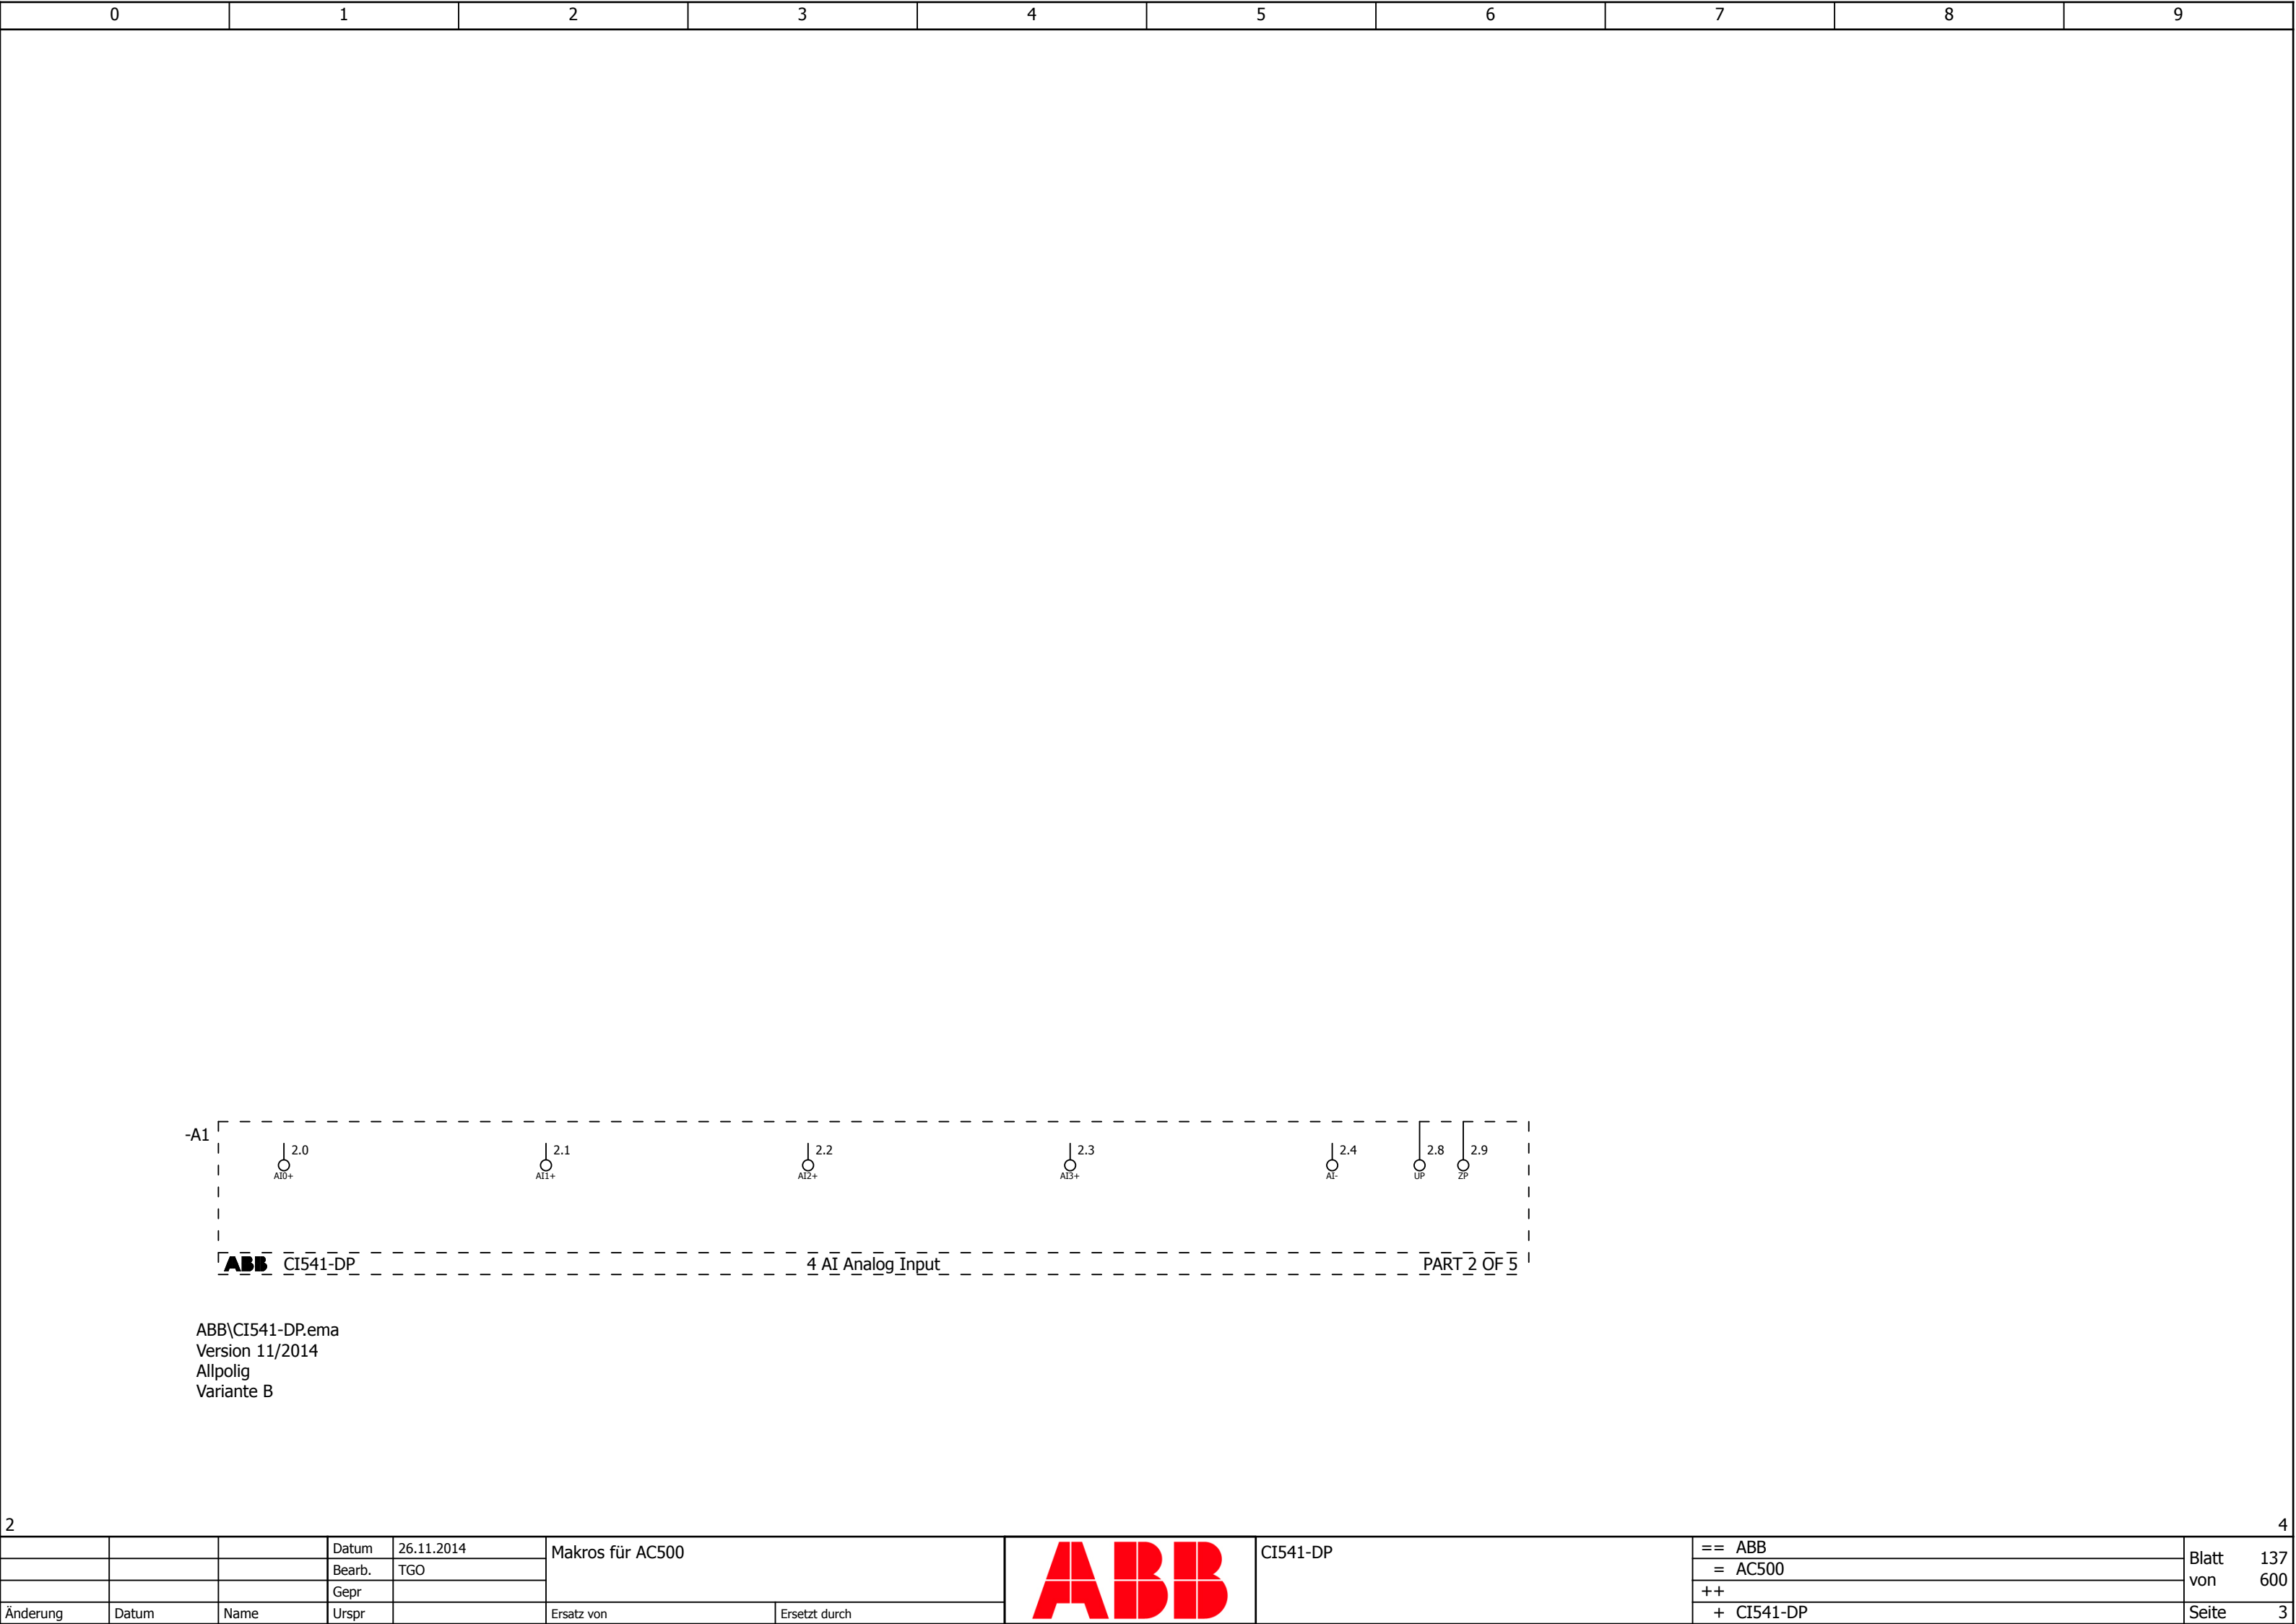 0 1 2 3 4 5 6 7 8 9
-A1
2.0 2.1 2.2 2.3 2.4 2.8 2.9
AI0+ AI1+ AI2+ AI3+ AI- UP ZP
ABB CI541-DP 4 AI Analog Input PART 2 OF 5
ABB\CI541-DP.ema
Version 11/2014
Allpolig
Variante B
2 4
Datum 26.11.2014 Makros für AC500 ABB CI541-DP == ABB Blatt 137
Bearb. TGO = AC500 von 600
Gepr ++
Änderung Datum Name Urspr Ersatz von Ersetzt durch + CI541-DP Seite 3